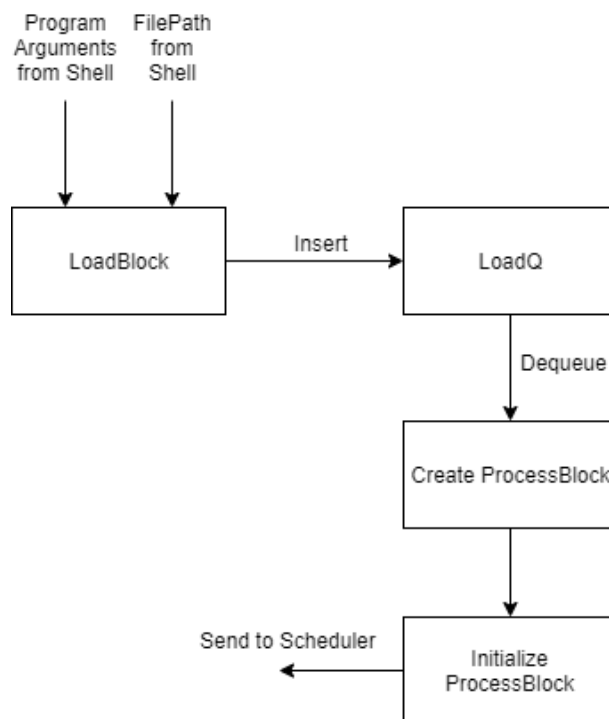 Program
Arguments
from Shell
FilePath
from
Shell
LoadBlock
Insert
LoadQ
Dequeue
Create ProcessBlock
Send to Scheduler
Initialize
ProcessBlock